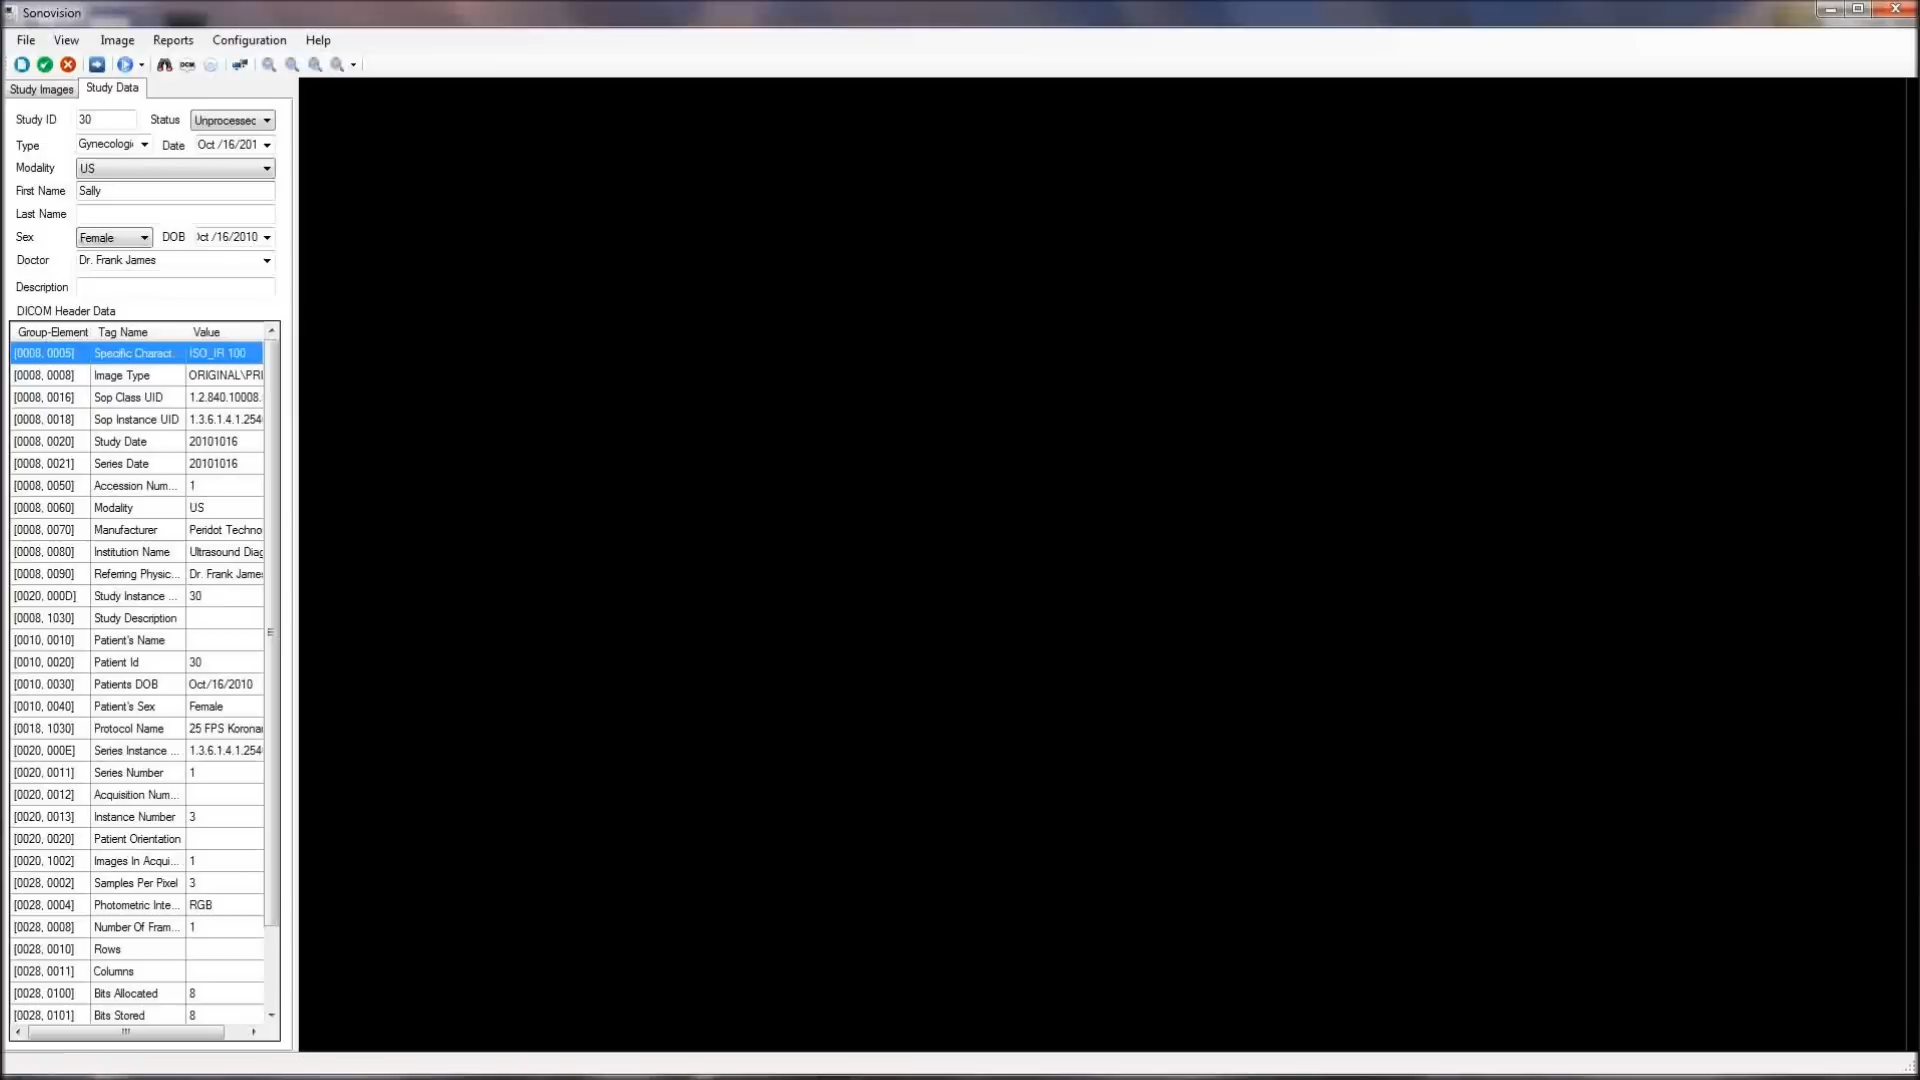 Sonovision
File View Image Reports Configuration Help
DCM
Study Images Study Data
Study ID 30 Status Unprocessec
Type Gynecologi Date Oct /16/201
Modality US
First Name Sally
Last Name
Sex Female DOB Oct /16/2010
Doctor Dr. Frank James
Description
DICOM Header Data
Group-Element Tag Name Value
[0008, 0005] Specific Charact... ISO_IR 100
[0008, 0008] Image Type ORIGINAL\PRI
[0008, 0016] Sop Class UID 1.2.840.10008.
[0008, 0018] Sop Instance UID 1.3.6.1.4.1.254
[0008, 0020] Study Date 20101016
[0008, 0021] Series Date 20101016
[0008, 0050] Accession Num... 1
[0008, 0060] Modality US
[0008, 0070] Manufacturer Peridot Techno
[0008, 0080] Institution Name Ultrasound Diag
[0008, 0090] Referring Physic... Dr. Frank James
[0020, 000D] Study Instance ... 30
[0008, 1030] Study Description
[0010, 0010] Patient's Name
[0010, 0020] Patient Id 30
[0010, 0030] Patients DOB Oct/16/2010
[0010, 0040] Patient's Sex Female
[0018, 1030] Protocol Name 25 FPS Koronar
[0020, 000E] Series Instance ... 1.3.6.1.4.1.254
[0020, 0011] Series Number 1
[0020, 0012] Acquisition Num...
[0020, 0013] Instance Number 3
[0020, 0020] Patient Orientation
[0020, 1002] Images In Acqui... 1
[0028, 0002] Samples Per Pixel 3
[0028, 0004] Photometric Inte... RGB
[0028, 0008] Number Of Fram... 1
[0028, 0010] Rows
[0028, 0011] Columns
[0028, 0100] Bits Allocated 8
[0028, 0101] Bits Stored 8